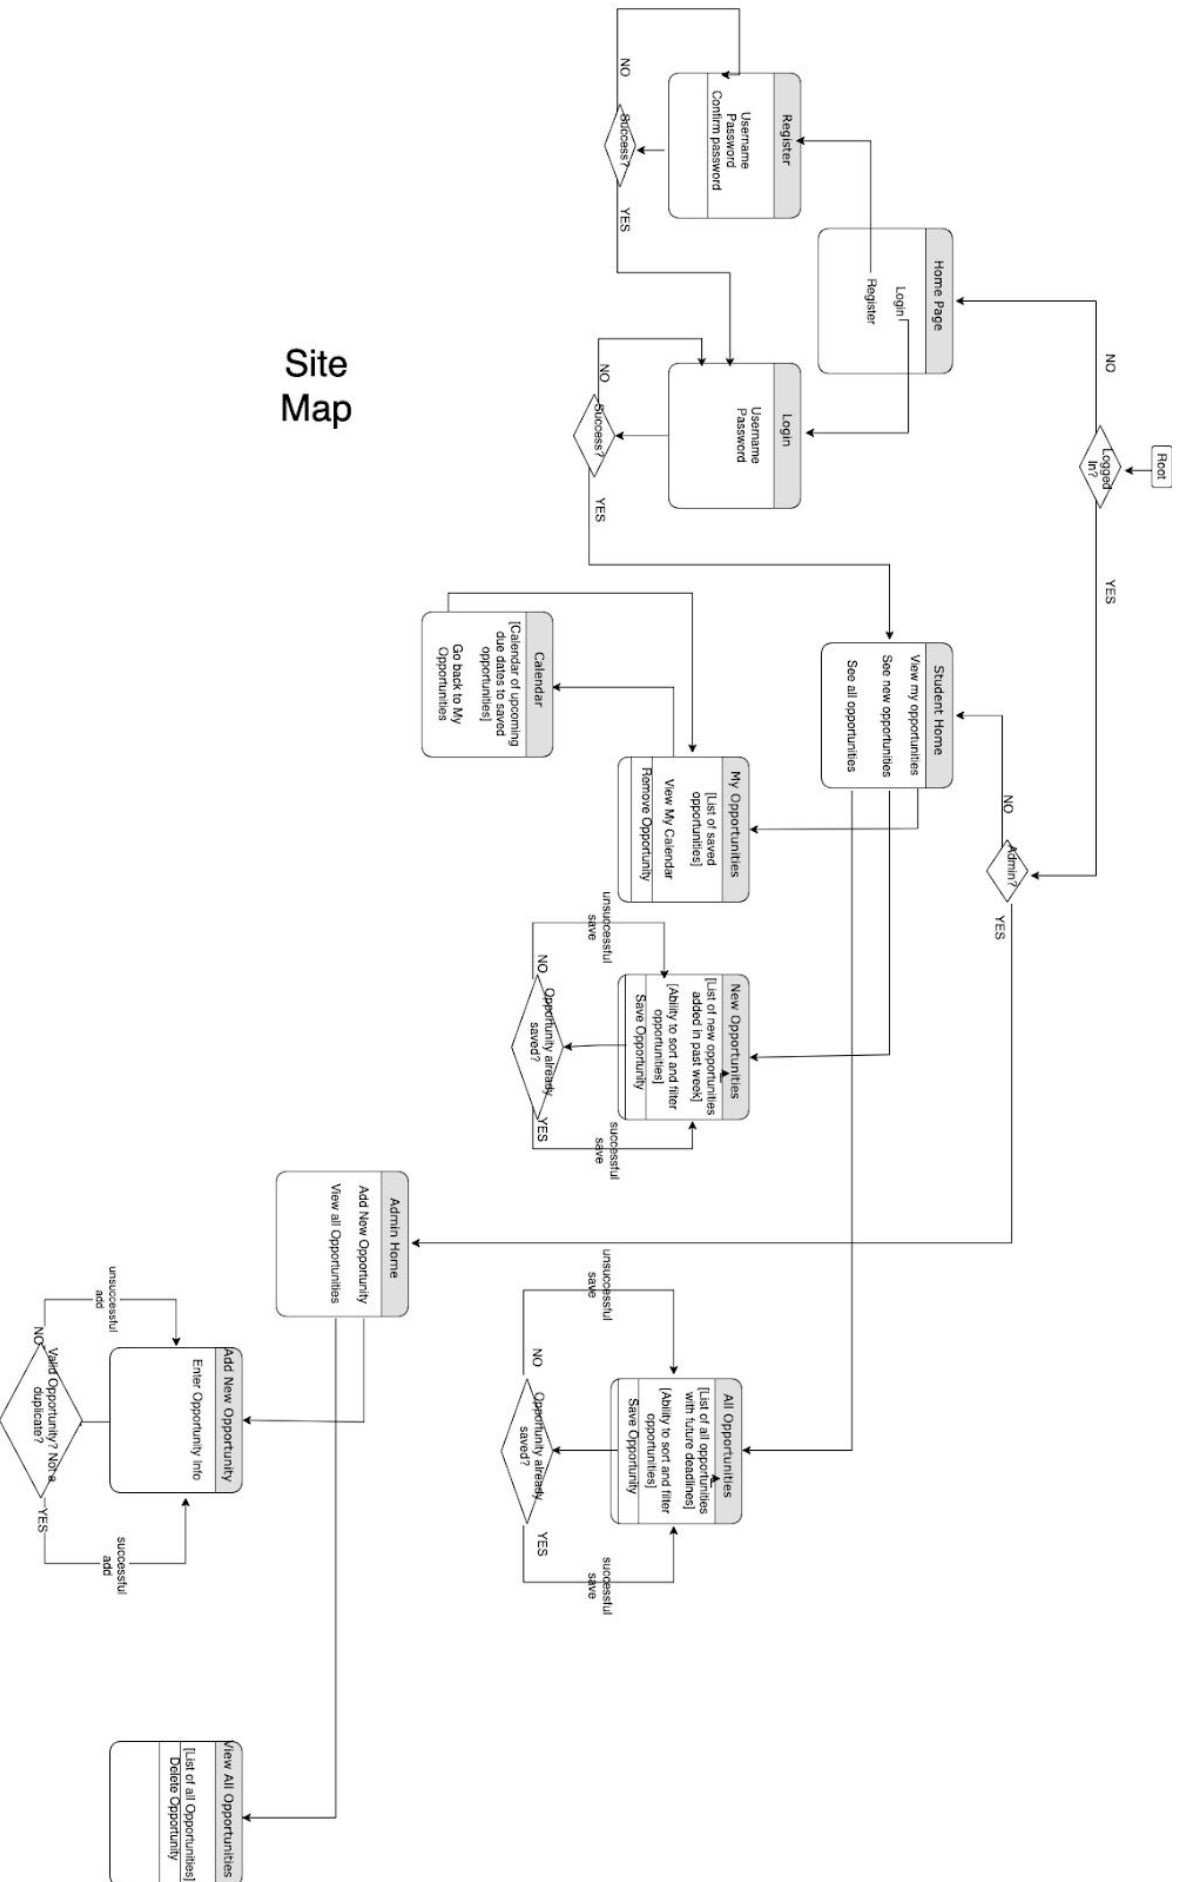 Site
Map
Root
Logged
In?
NO
YES
Home Page
Login
Register
Register
Username
Password
Confirm password
Success?
NO
YES
Login
Username
Password
Success?
NO
YES
Admin?
NO
YES
Student Home
View my opportunities
See new opportunities
See all opportunities
My Opportunities
[List of saved
opportunities]
View My Calendar
Remove Opportunity
Calendar
[Calendar of upcoming
due dates to saved
opportunities]
Go back to My
Opportunities
New Opportunities
[List of new opportunities
added in past week]
[Ability to sort and filter
opportunities]
Save Opportunity
Opportunity already
saved?
NO
unsuccessful
save
YES
successful
save
All Opportunities
[List of all opportunities
with future deadlines]
[Ability to sort and filter
opportunities]
Save Opportunity
Opportunity already
saved?
NO
unsuccessful
save
YES
successful
save
Admin Home
Add New Opportunity
View all Opportunities
Add New Opportunity
Enter Opportunity Info
Valid Opportunity? Not a
duplicate?
NO
unsuccessful
add
YES
successful
add
View All Opportunities
[List of all Opportunities]
Delete Opportunity